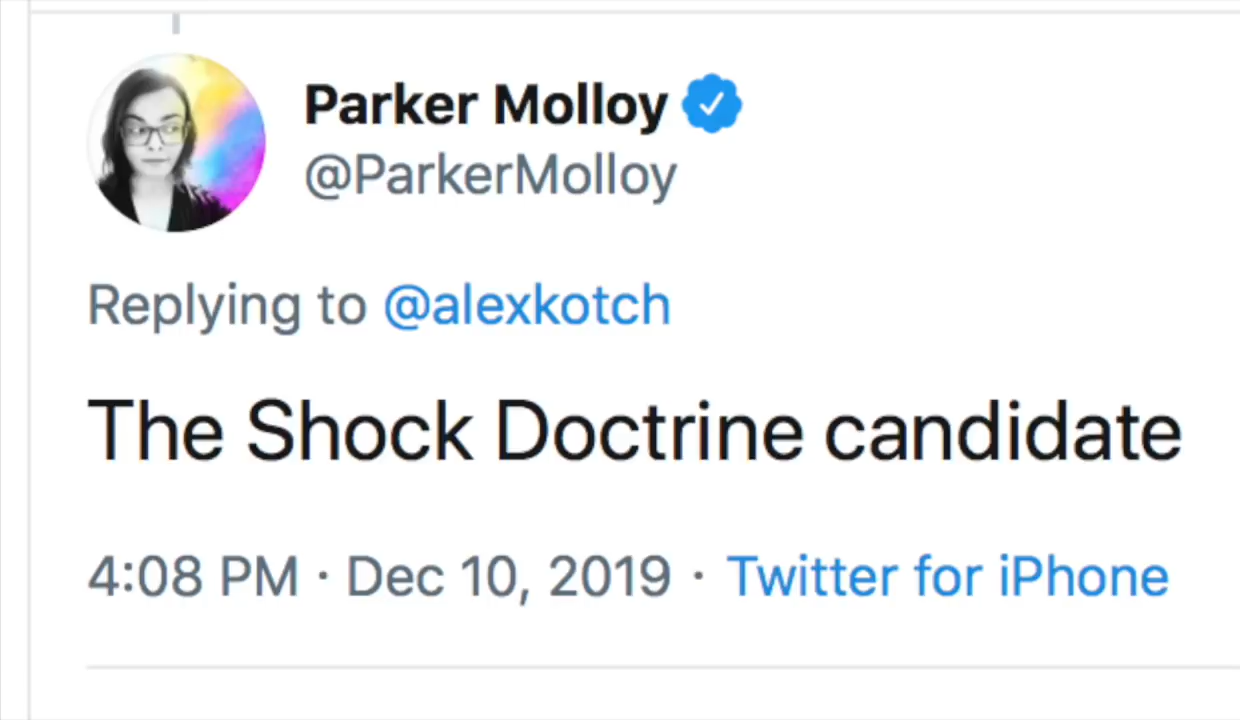 Parker Molloy
@ParkerMolloy
Replying to @alexkotch
The Shock Doctrine candidate
4:08 PM · Dec 10, 2019 · Twitter for iPhone